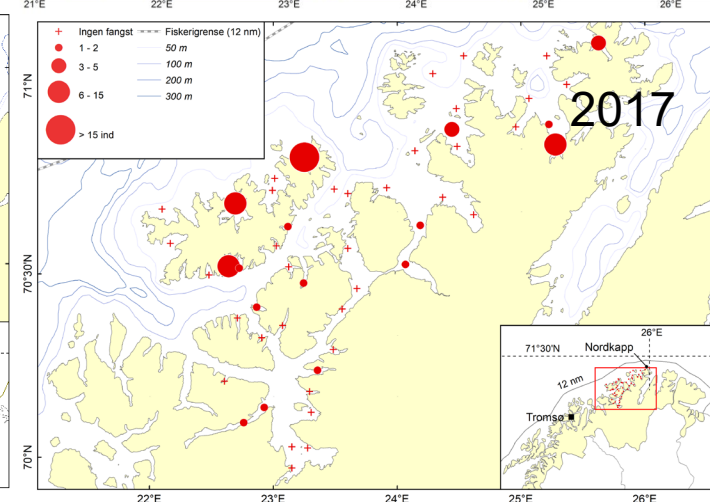 21°E 22°E 23°E 24°E 25°E 26°E
Ingen fangst Fiskerigrense (12 nm)
1 - 2 50 m
3 - 5 100 m
200 m
6 - 15 300 m
> 15 ind
71°N
2017
70°30'N
26°E
71°30'N Nordkapp
12 nm
Tromsø
70°N
22°E 23°E 24°E 25°E 26°E